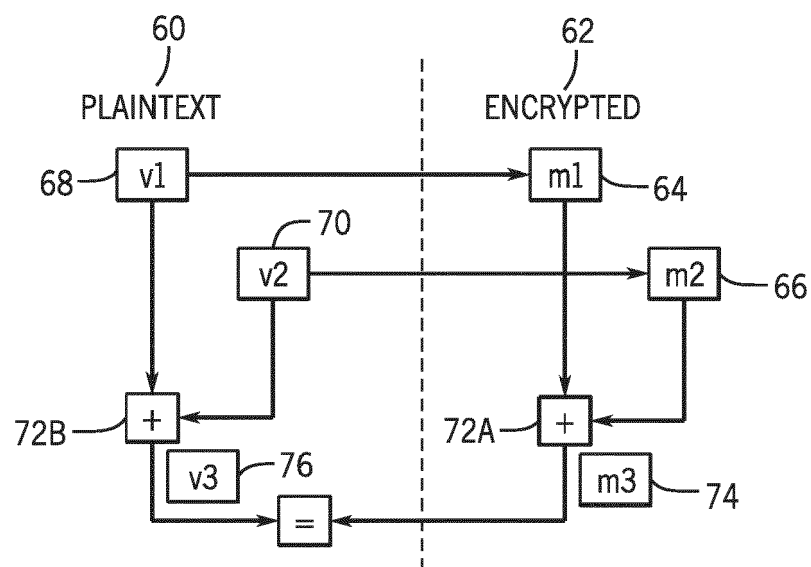 60
62
PLAINTEXT
ENCRYPTED
68
v1
m1
64
70
v2
m2
66
72B
+
72A
+
v3
76
m3
74
=